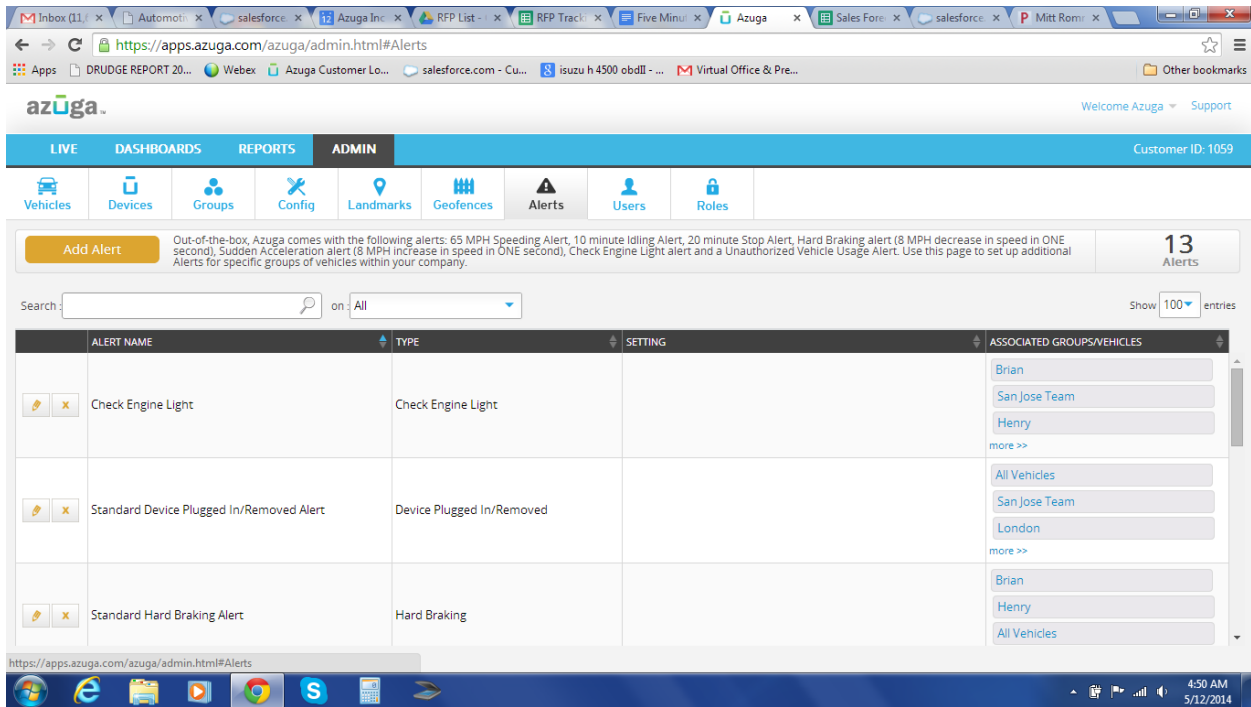 Inbox (11,
Automoti
salesforce.
12 Azuga Inc
RFP List -
RFP Track
Five Minu
Azuga
Sales Fore
salesforce.
Mitt Rom
https://apps.azuga.com/azuga/admin.html#Alerts
Apps DRUDGE REPORT 20... Webex Azuga Customer Lo... salesforce.com - Cu... 8 isuzu h 4500 obdII - ... Virtual Office & Pre... Other bookmarks
azūga™ Welcome Azuga Support
LIVE DASHBOARDS REPORTS ADMIN Customer ID: 1059
Vehicles Devices Groups Config Landmarks Geofences Alerts Users Roles
Add Alert
Out-of-the-box, Azuga comes with the following alerts: 65 MPH Speeding Alert, 10 minute Idling Alert, 20 minute Stop Alert, Hard Braking alert (8 MPH decrease in speed in ONE
second), Sudden Acceleration alert (8 MPH increase in speed in ONE second), Check Engine Light alert and a Unauthorized Vehicle Usage Alert. Use this page to set up additional
Alerts for specific groups of vehicles within your company.
13
Alerts
Search : on : All Show 100 entries
ALERT NAME TYPE SETTING ASSOCIATED GROUPS/VEHICLES
Check Engine Light Check Engine Light
Brian
San Jose Team
Henry
more >>
Standard Device Plugged In/Removed Alert Device Plugged In/Removed
All Vehicles
San Jose Team
London
more >>
Standard Hard Braking Alert Hard Braking
Brian
Henry
All Vehicles
https://apps.azuga.com/azuga/admin.html#Alerts
4:50 AM
5/12/2014